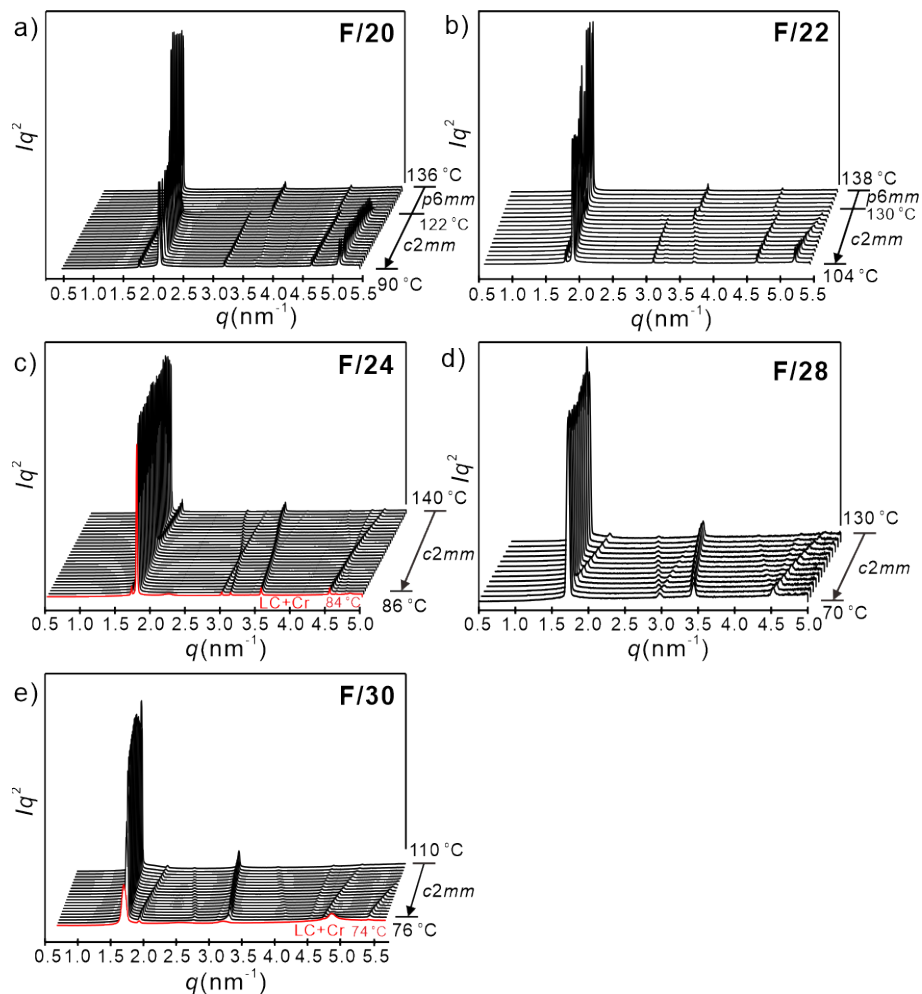 a)
F/20
Iq²
136 °C
p6mm
122 °C
c2mm
90 °C
0.5 1.0 1.5 2.0 2.5 3.0 3.5 4.0 4.5 5.0 5.5
q(nm⁻¹)
b)
F/22
Iq²
138 °C
p6mm
130 °C
c2mm
104 °C
0.5 1.0 1.5 2.0 2.5 3.0 3.5 4.0 4.5 5.0 5.5
q(nm⁻¹)
c)
F/24
Iq²
140 °C
c2mm
86 °C
LC+Cr 84 °C
0.5 1.0 1.5 2.0 2.5 3.0 3.5 4.0 4.5 5.0
q(nm⁻¹)
d)
F/28
Iq²
130 °C
c2mm
70 °C
0.5 1.0 1.5 2.0 2.5 3.0 3.5 4.0 4.5 5.0
q(nm⁻¹)
e)
F/30
Iq²
110 °C
c2mm
LC+Cr 74 °C 76 °C
0.5 1.0 1.5 2.0 2.5 3.0 3.5 4.0 4.5 5.0 5.5
q(nm⁻¹)